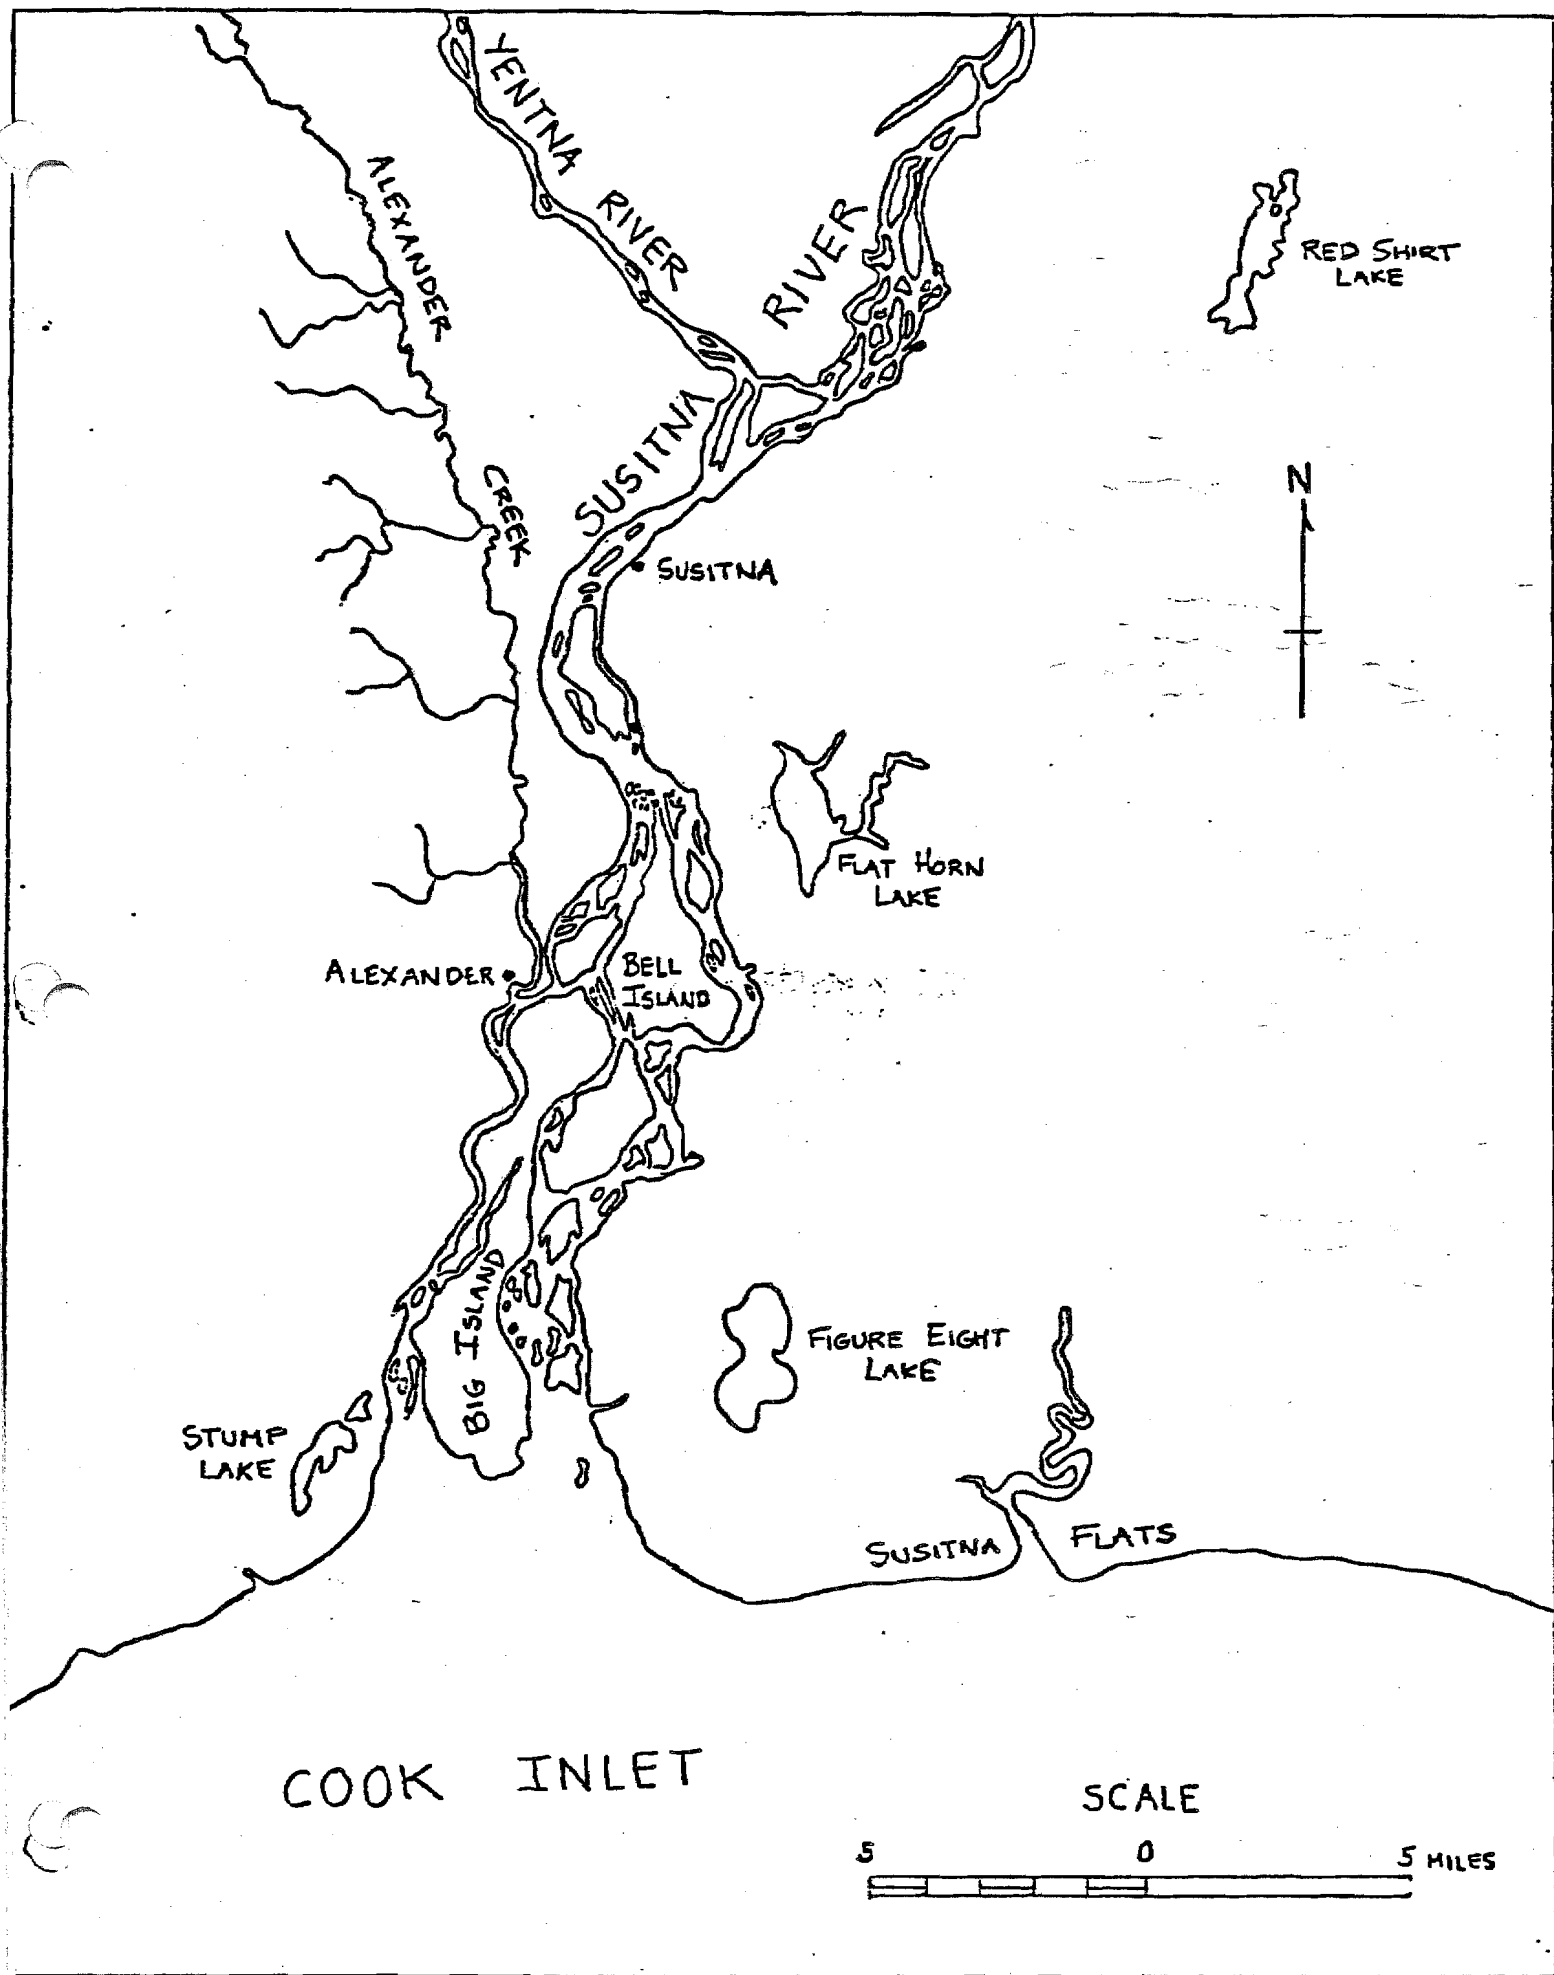 YENTNA RIVER
ALEXANDER CREEK
SUSITNA RIVER
RED SHIRT
LAKE
N
SUSITNA
FLAT HORN
LAKE
ALEXANDER
BELL
ISLAND
BIG ISLAND
FIGURE EIGHT
LAKE
STUMP
LAKE
SUSITNA FLATS
COOK INLET
SCALE
5 0 5 MILES